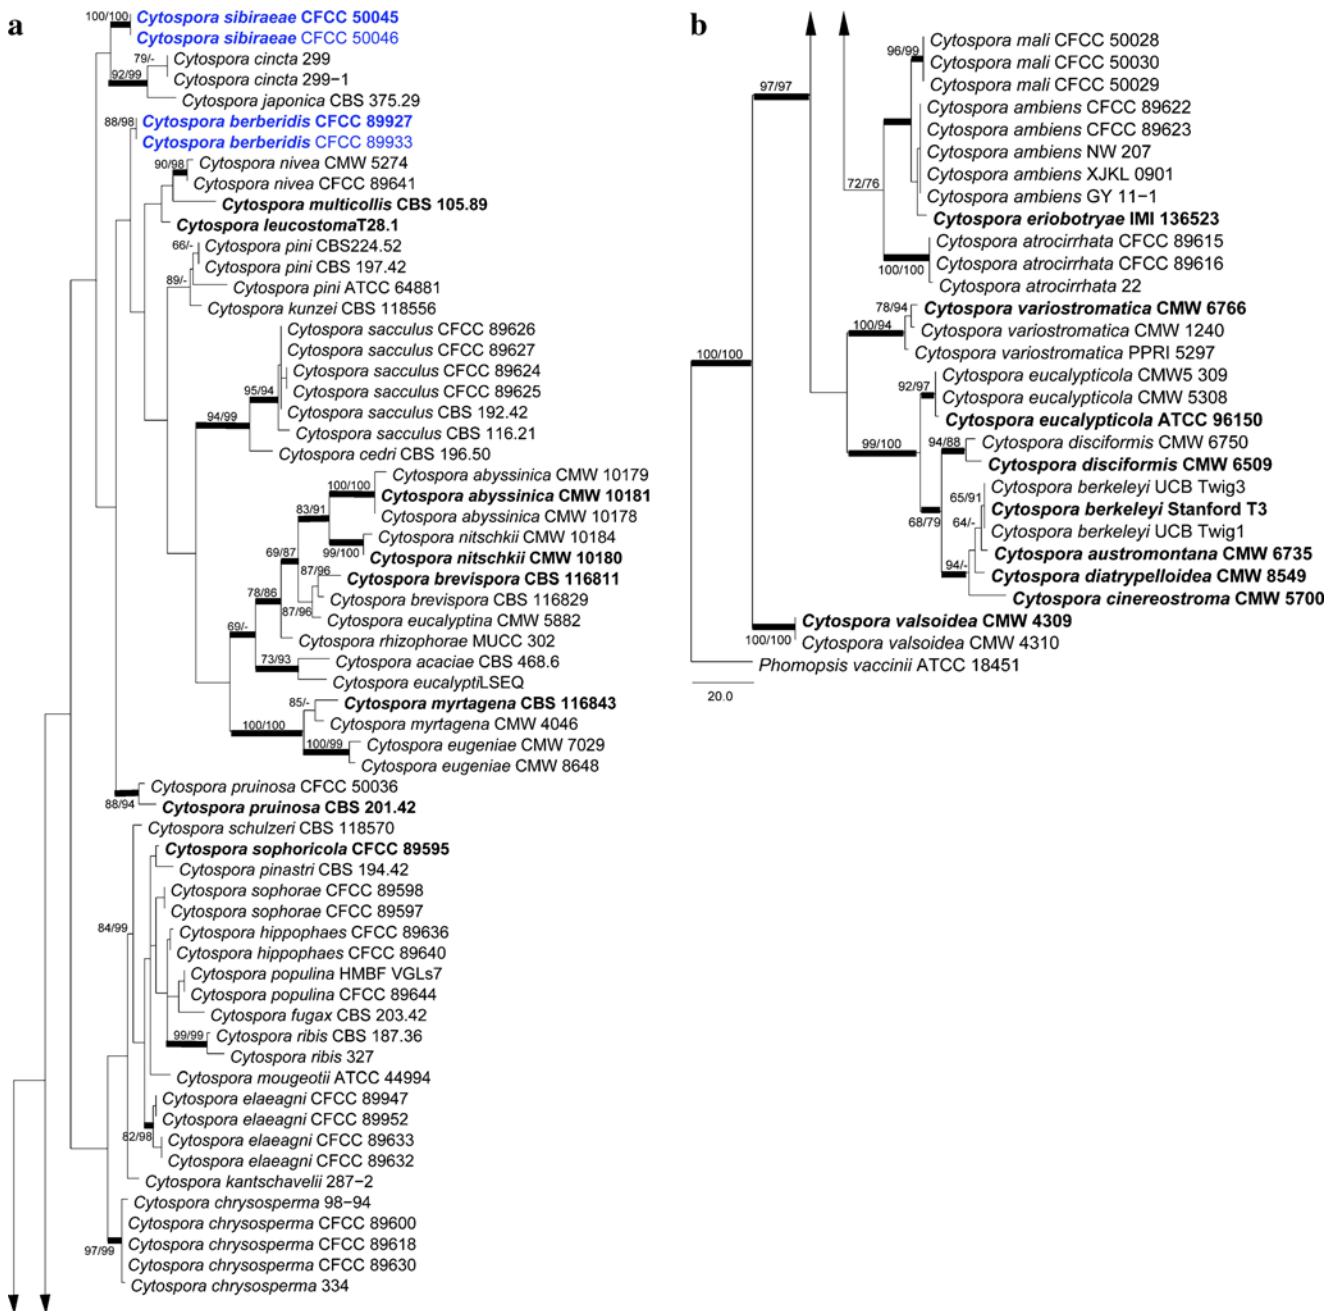 a
100/100
Cytospora sibiraeae CFCC 50045
Cytospora sibiraeae CFCC 50046
79/-
Cytospora cincta 299
92/99
Cytospora cincta 299-1
Cytospora japonica CBS 375.29
88/98
Cytospora berberidis CFCC 89927
Cytospora berberidis CFCC 89933
90/98
Cytospora nivea CMW 5274
Cytospora nivea CFCC 89641
Cytospora multicollis CBS 105.89
Cytospora leucostomaT28.1
66/-
Cytospora pini CBS224.52
Cytospora pini CBS 197.42
89/-
Cytospora pini ATCC 64881
Cytospora kunzei CBS 118556
Cytospora sacculus CFCC 89626
Cytospora sacculus CFCC 89627
Cytospora sacculus CFCC 89624
95/94
Cytospora sacculus CFCC 89625
Cytospora sacculus CBS 192.42
94/99
Cytospora sacculus CBS 116.21
Cytospora cedri CBS 196.50
Cytospora abyssinica CMW 10179
100/100
Cytospora abyssinica CMW 10181
83/91
Cytospora abyssinica CMW 10178
Cytospora nitschkii CMW 10184
99/100
Cytospora nitschkii CMW 10180
69/87
87/96
Cytospora brevispora CBS 116811
78/86
Cytospora brevispora CBS 116829
87/96
Cytospora eucalyptina CMW 5882
69/-
Cytospora rhizophorae MUCC 302
73/93
Cytospora acaciae CBS 468.6
Cytospora eucalyptiLSEQ
85/-
Cytospora myrtagena CBS 116843
100/100
Cytospora myrtagena CMW 4046
100/99
Cytospora eugeniae CMW 7029
Cytospora eugeniae CMW 8648
Cytospora pruinosa CFCC 50036
88/94
Cytospora pruinosa CBS 201.42
Cytospora schulzeri CBS 118570
Cytospora sophoricola CFCC 89595
Cytospora pinastri CBS 194.42
Cytospora sophorae CFCC 89598
Cytospora sophorae CFCC 89597
84/99
Cytospora hippophaes CFCC 89636
Cytospora hippophaes CFCC 89640
Cytospora populina HMBF VGLs7
Cytospora populina CFCC 89644
Cytospora fugax CBS 203.42
99/99
Cytospora ribis CBS 187.36
Cytospora ribis 327
Cytospora mougeotii ATCC 44994
Cytospora elaeagni CFCC 89947
Cytospora elaeagni CFCC 89952
82/98
Cytospora elaeagni CFCC 89633
Cytospora elaeagni CFCC 89632
Cytospora kantschavelii 287-2
Cytospora chrysosperma 98-94
Cytospora chrysosperma CFCC 89600
97/99
Cytospora chrysosperma CFCC 89618
Cytospora chrysosperma CFCC 89630
Cytospora chrysosperma 334
b
96/99
Cytospora mali CFCC 50028
Cytospora mali CFCC 50030
97/97
Cytospora mali CFCC 50029
Cytospora ambiens CFCC 89622
Cytospora ambiens CFCC 89623
Cytospora ambiens NW 207
Cytospora ambiens XJKL 0901
72/76
Cytospora ambiens GY 11-1
Cytospora eriobotryae IMI 136523
Cytospora atrocirrhata CFCC 89615
100/100
Cytospora atrocirrhata CFCC 89616
Cytospora atrocirrhata 22
78/94
Cytospora variostromatica CMW 6766
100/94
Cytospora variostromatica CMW 1240
100/100
Cytospora variostromatica PPRI 5297
92/97
Cytospora eucalypticola CMW5 309
Cytospora eucalypticola CMW 5308
Cytospora eucalypticola ATCC 96150
99/100
94/88
Cytospora disciformis CMW 6750
Cytospora disciformis CMW 6509
65/91
Cytospora berkeleyi UCB Twig3
68/79
Cytospora berkeleyi Stanford T3
64/-
Cytospora berkeleyi UCB Twig1
Cytospora austromontana CMW 6735
94/-
Cytospora diatrypelloidea CMW 8549
Cytospora cinereostroma CMW 5700
Cytospora valsoidea CMW 4309
100/100
Cytospora valsoidea CMW 4310
Phomopsis vaccinii ATCC 18451
20.0